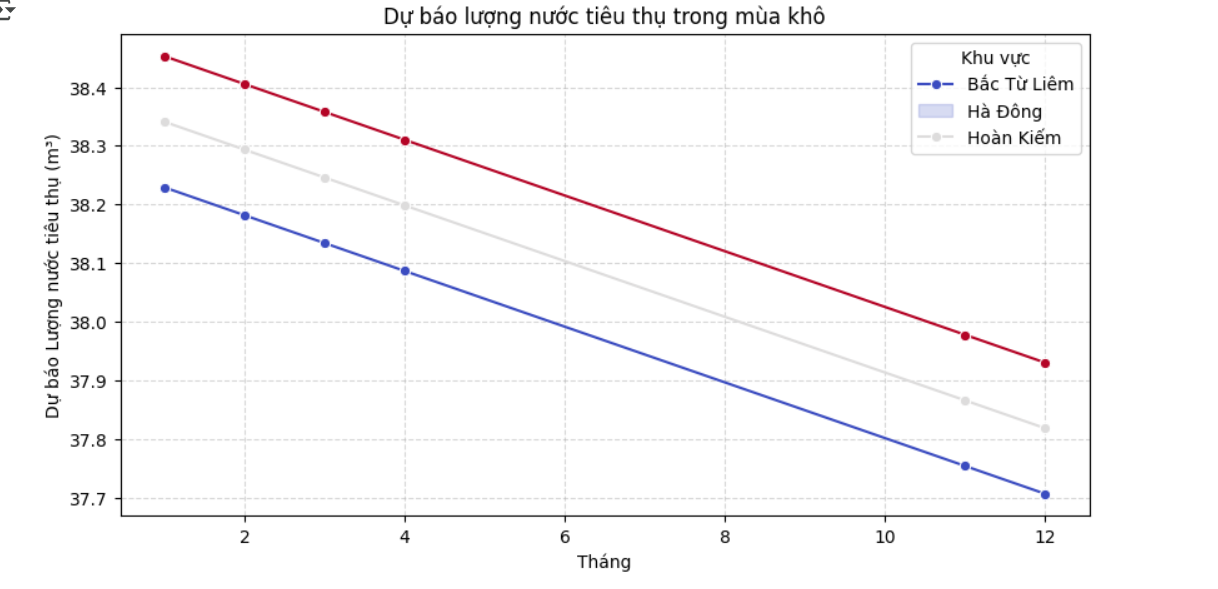 Dự báo lượng nước tiêu thụ trong mùa khô
Khu vực
Bắc Từ Liêm
Hà Đông
Hoàn Kiếm
Dự báo Lượng nước tiêu thụ (m³)
38.4
38.3
38.2
38.1
38.0
37.9
37.8
37.7
2 4 6 8 10 12
Tháng